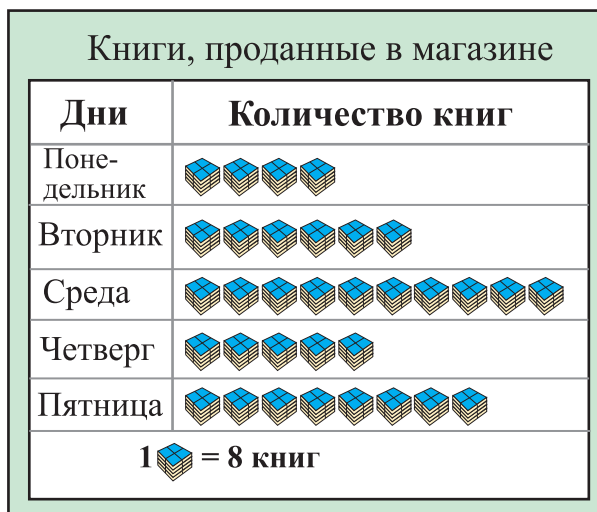 Книги, проданные в магазине
Дни Количество книг
Поне-
дельник
Вторник
Среда
Четверг
Пятница
1 = 8 книг